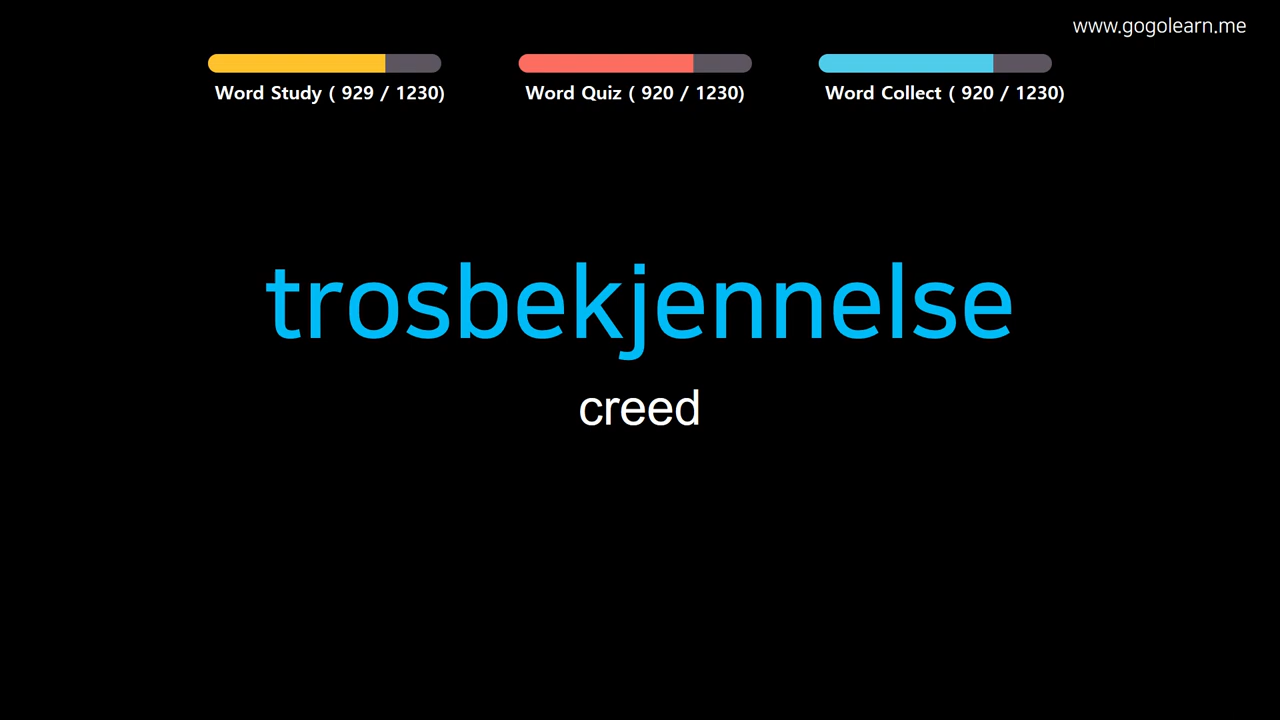 www.gogolearn.me
Word Study ( 929 / 1230)
Word Quiz ( 920 / 1230)
Word Collect ( 920 / 1230)
trosbekjennelse
creed